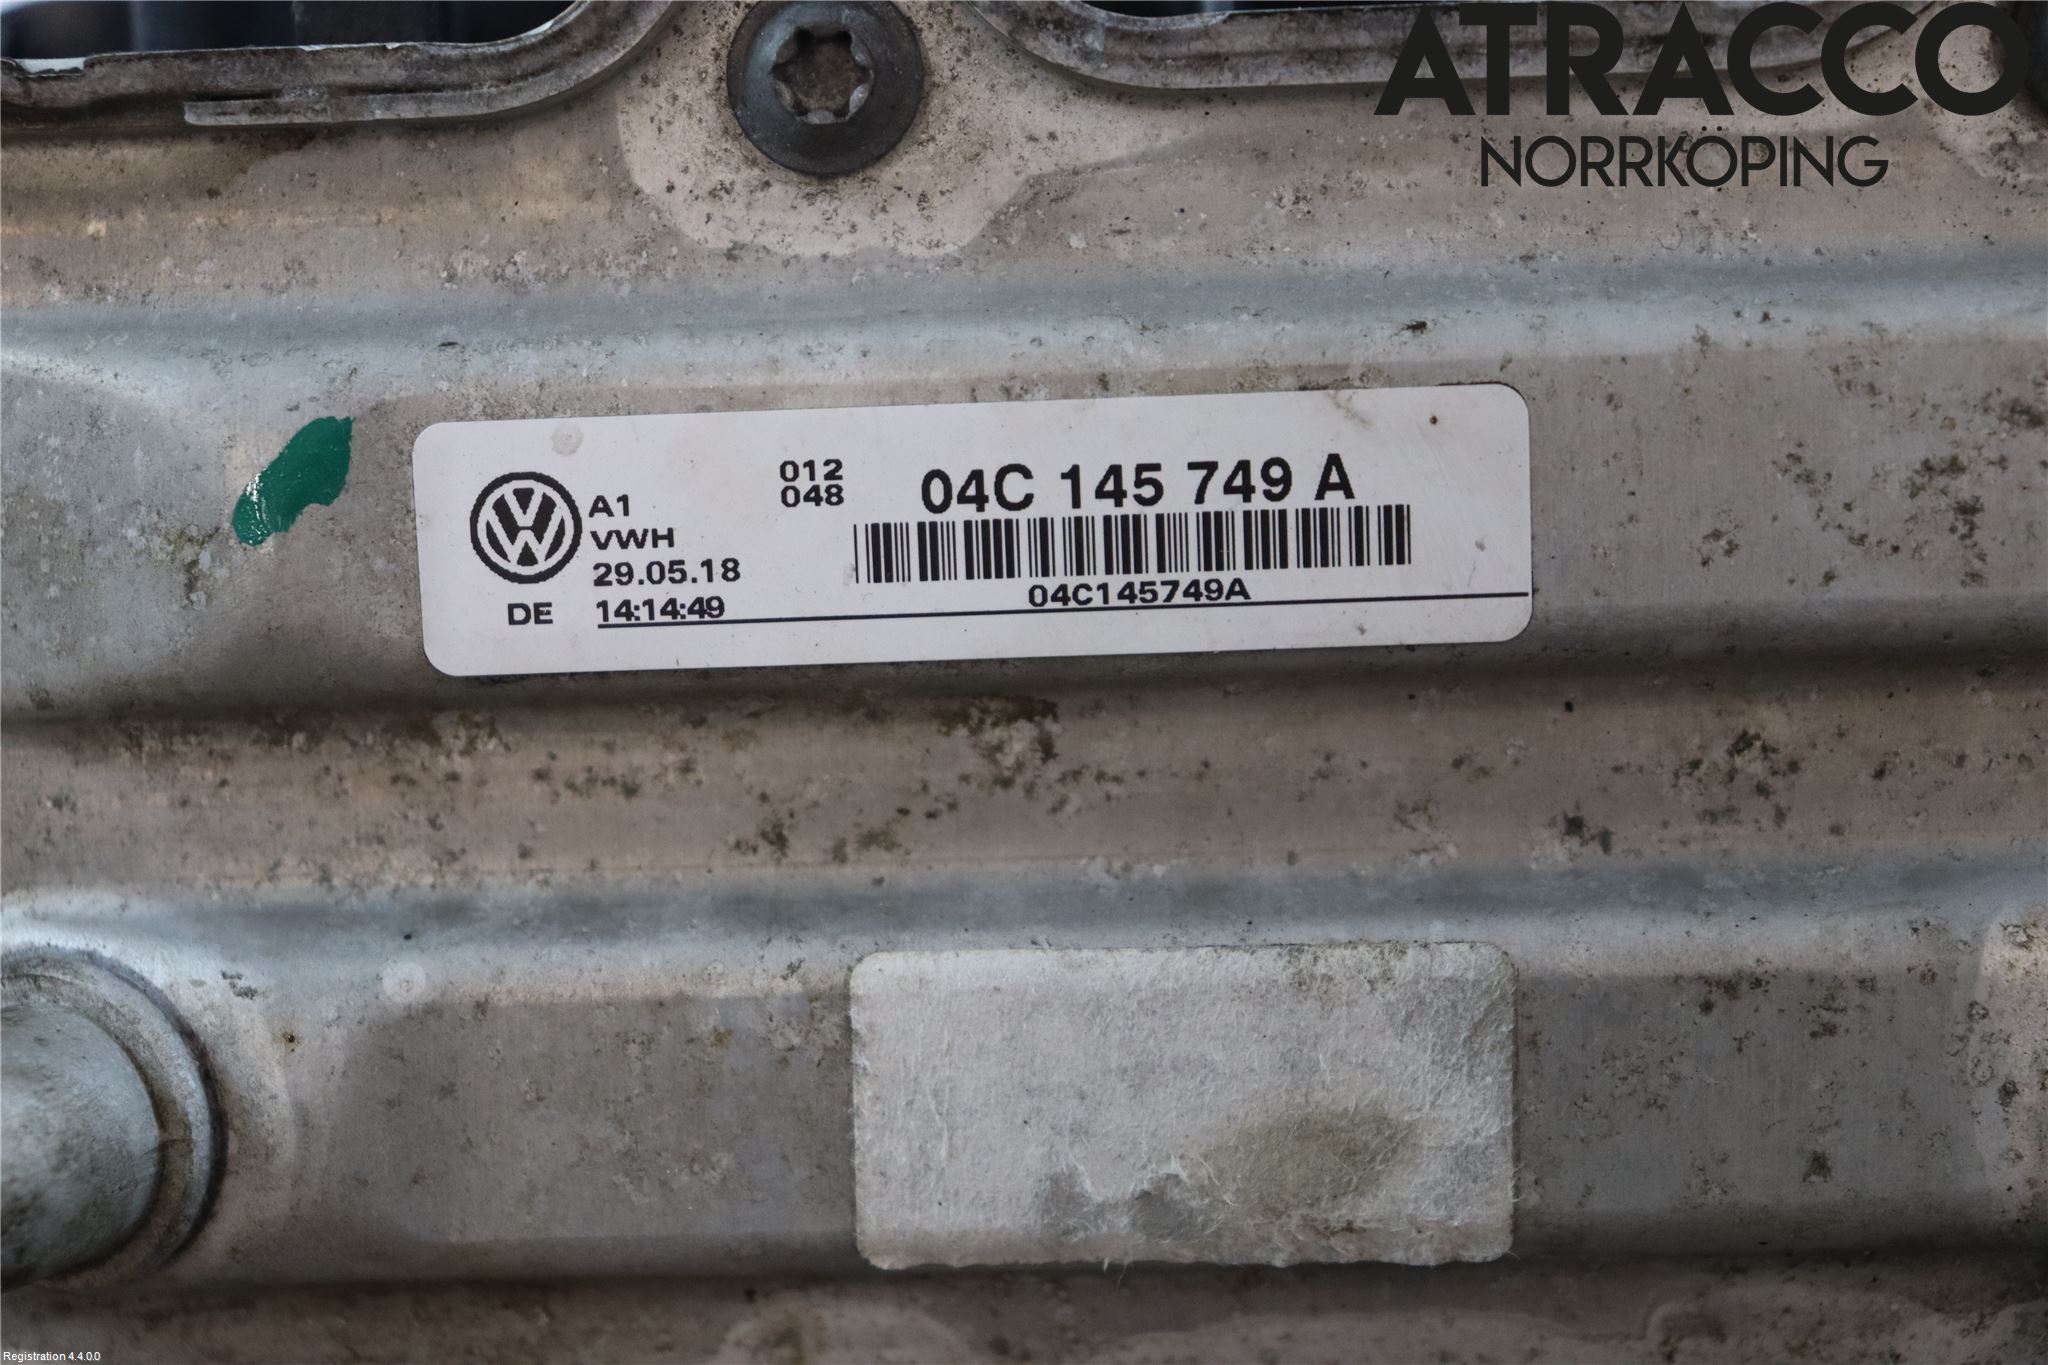 ATRACCO
NORRKÖPING
012
048
04C 145 749 A
A1
VWH
29.05.18
04C145749A
DE 14:14:49
Registration 4.4.0.0